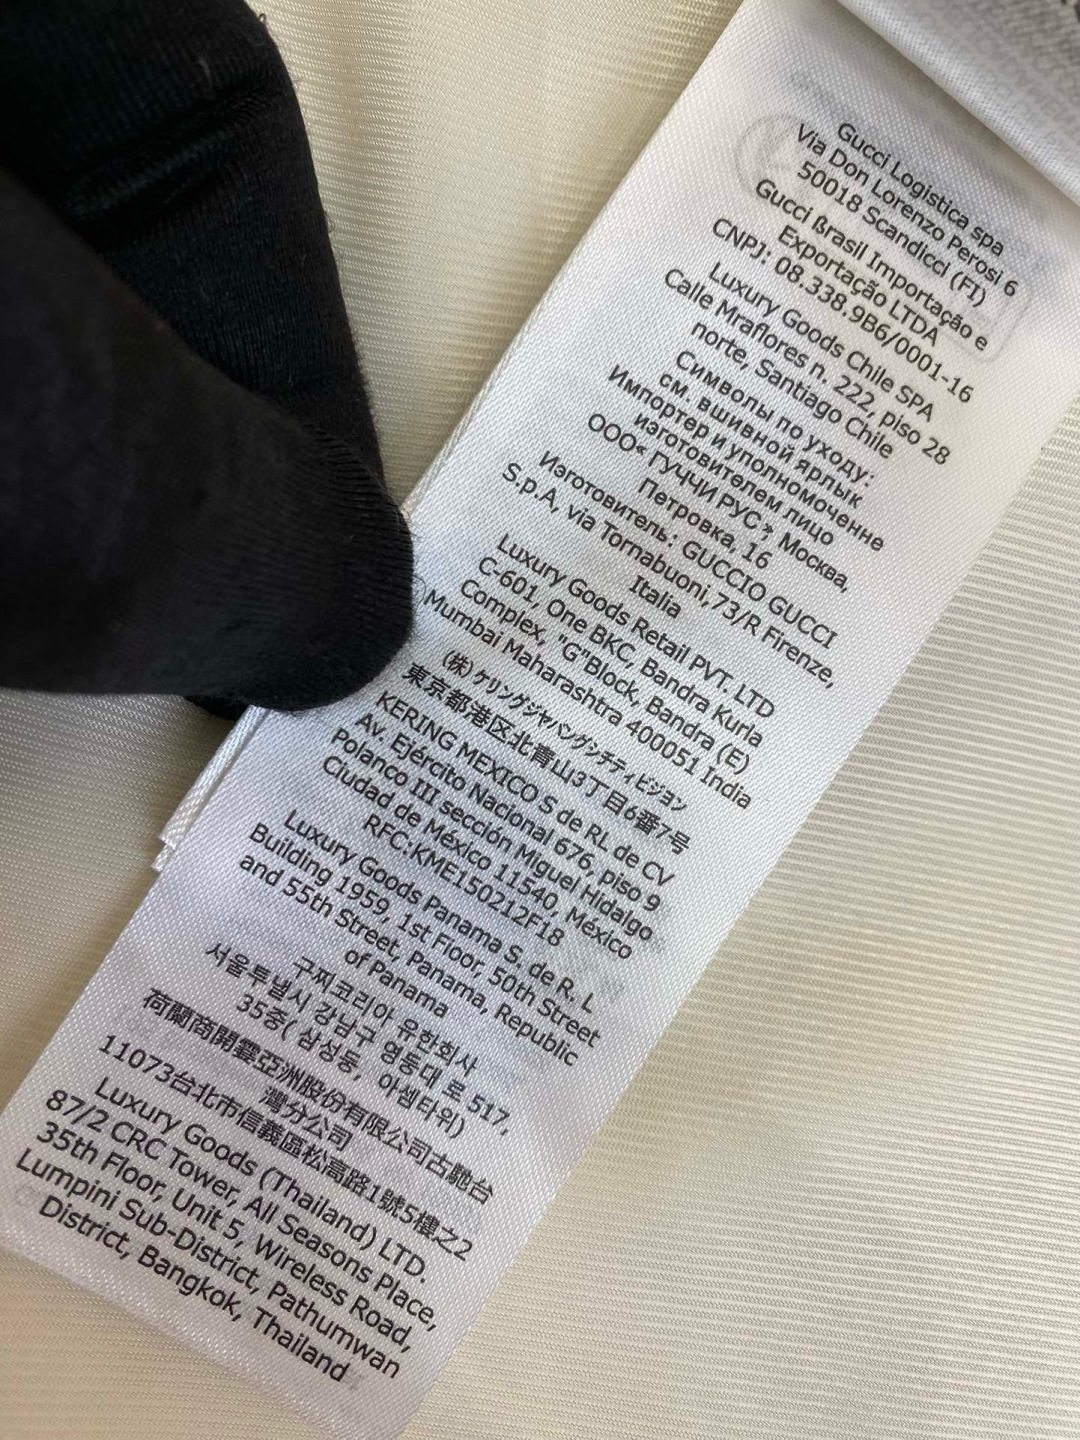 Gucci Logistica spa
Via Don Lorenzo Perosi 6
50018 Scandicci (FI)
Gucci ßrasil Importação e
Exportação LTDA
CNPJ: 08.338.9B6/0001-16
Luxury Goods Chile SPA
Calle Mraflores n. 222, piso 28
norte, Santiago Chile
Символы по уходу:
см. вшивной ярлык
Импортер и уполномоченне
изготовителем лицо
ООО« ГУЧЧИ РУС», Москва,
Петровка, 16
Изготовитель: GUCCIO GUCCI
S.p.A, via Tornabuoni,73/R Firenze,
Italia
Luxury Goods Retail PVT. LTD
C-601, One BKC, Bandra Kurla
Complex, "G"Block, Bandra (E)
Mumbai Maharashtra 400051 India
(株)ケリングジャパングシチディビジョン
東京都港区北青山3丁目6番7号
KERING MEXICO S de RL de CV
Av. Ejército Nacional 676, piso 9
Polanco III sección Miguel Hidalgo
Ciudad de México 11540, México
RFC:KME150212F18
Luxury Goods Panama S. de R. L
Building 1959, 1st Floor, 50th Street
and 55th Street, Panama, Republic
of Panama
구찌코리아 유한회사
서울특별시 강남구 영동대 로 517,
35중( 삼성동, 아셈타워)
荷蘭商開雲亞洲股份有限公司古馳台
灣分公司
11073台北市信義區松高路1號5樓之2
Luxury Goods (Thailand) LTD.
87/2 CRC Tower, All Seasons Place,
35th Floor, Unit 5, Wireless Road,
Lumpini Sub-District, Pathumwan
District, Bangkok, Thailand